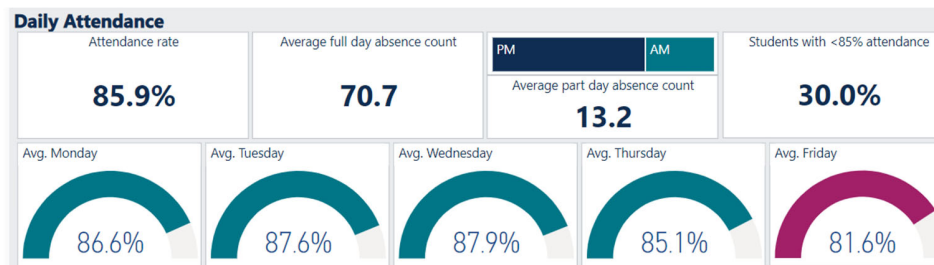 Daily Attendance
Attendance rate
85.9%
Average full day absence count
70.7
PM
AM
Average part day absence count
13.2
Students with <85% attendance
30.0%
Avg. Monday
86.6%
Avg. Tuesday
87.6%
Avg. Wednesday
87.9%
Avg. Thursday
85.1%
Avg. Friday
81.6%